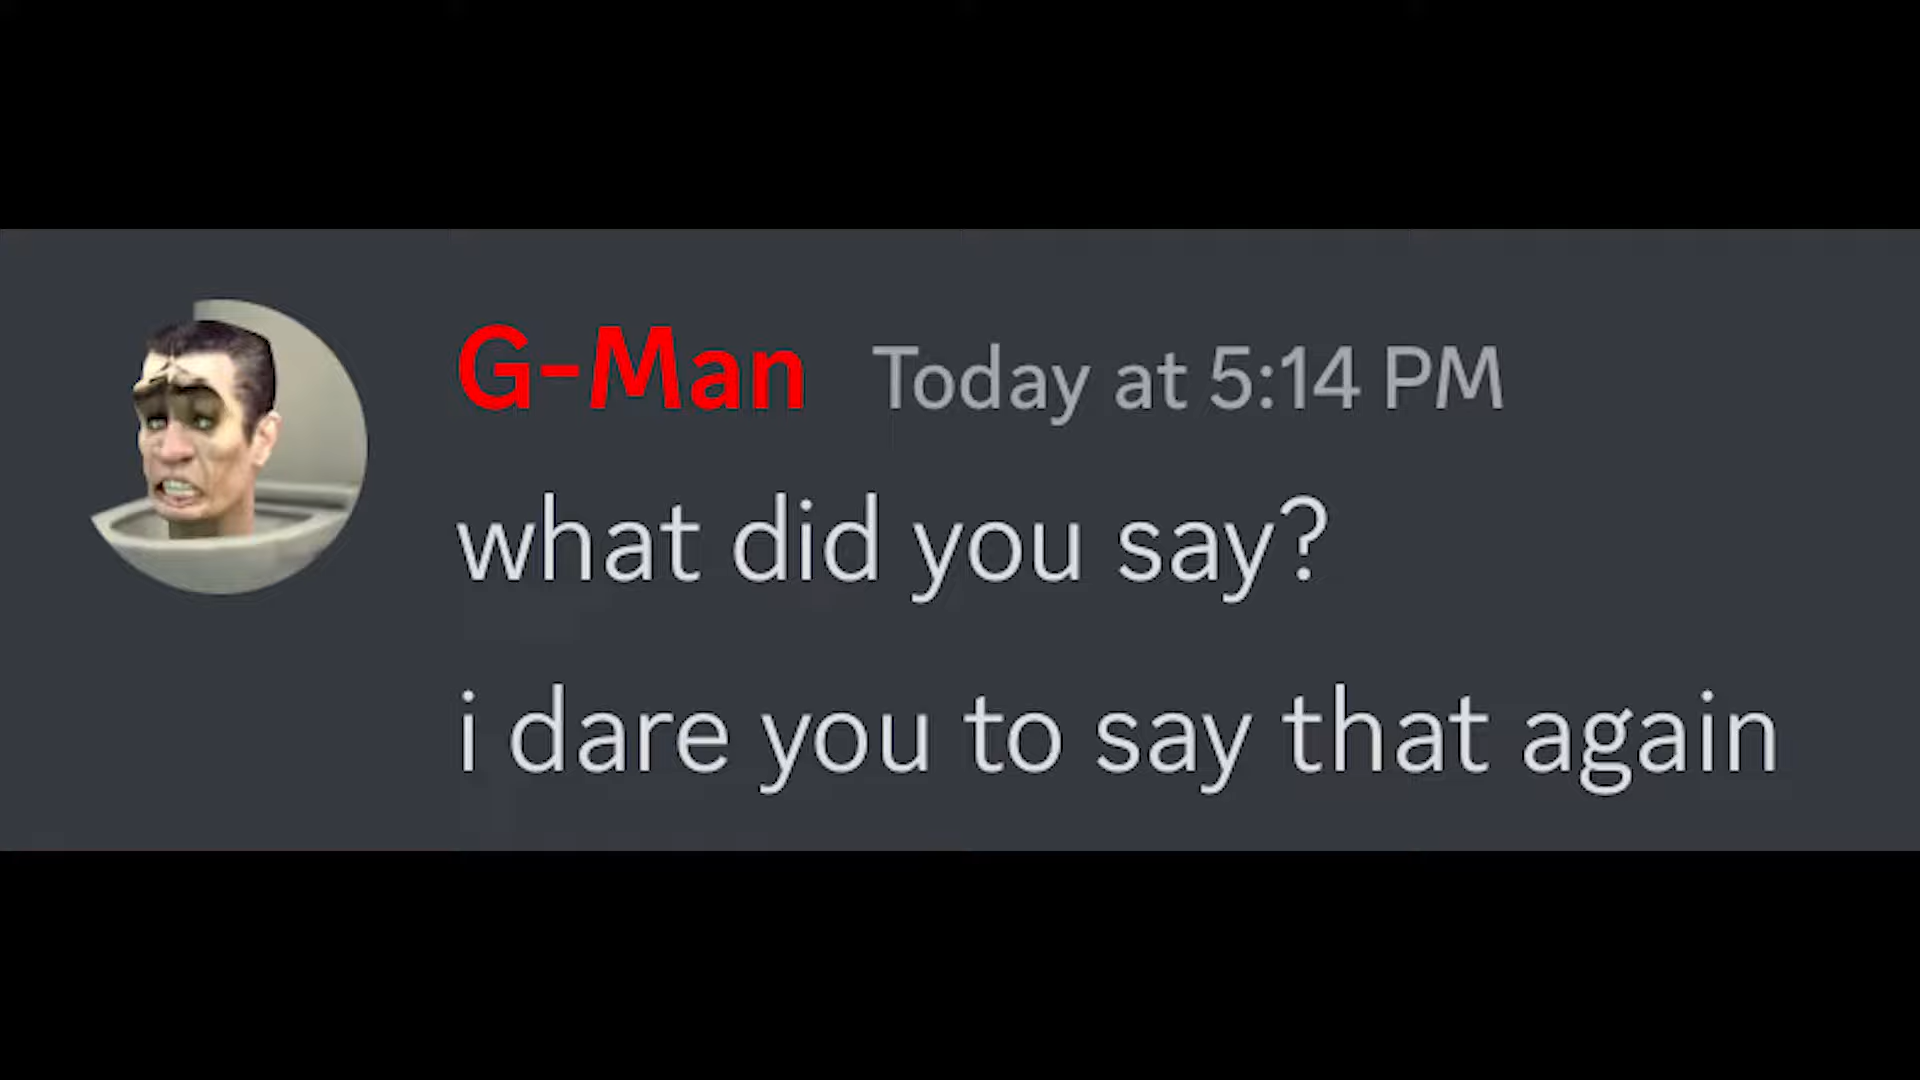 G-Man Today at 5:14 PM
what did you say?
i dare you to say that again